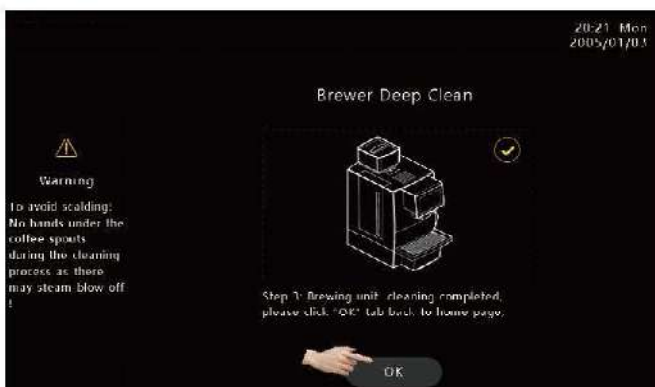 20:21 Mon
2005/01/03
Brewer Deep Clean
Warning
To avoid scalding:
No hands under the
coffee spouts
during the cleaning
process as there
may steam blow off
!
Step 3: Brewing unit cleaning completed,
please click "OK" tab back to home page.
OK